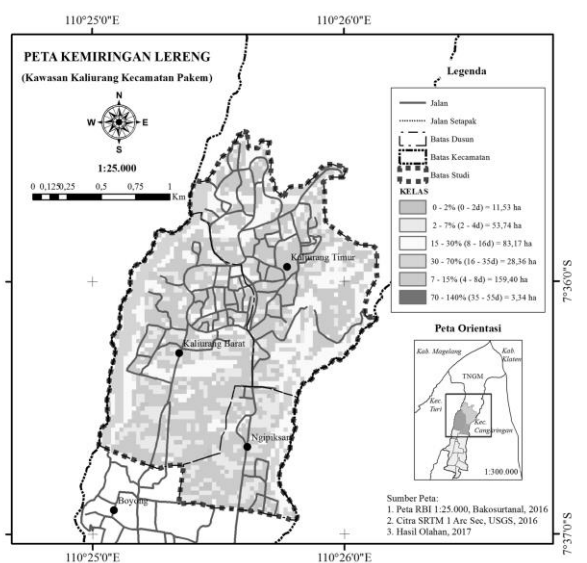 110°25'0"E
110°26'0"E
PETA KEMIRINGAN LERENG
(Kawasan Kaliurang Kecamatan Pakem)
N
W E
S
1:25.000
0 0,1250,25 0,5 0,75 1
Km
Kaliurang Timur
Kaliurang Barat
Ngipiksari
Boyong
7°36'0"S
7°37'0"S
110°25'0"E
110°26'0"E
Legenda
Jalan
Jalan Setapak
Batas Dusun
Batas Kecamatan
Batas Studi
KELAS
0 - 2% (0 - 2d) = 11,53 ha
2 - 7% (2 - 4d) = 53,74 ha
15 - 30% (8 - 16d) = 83,17 ha
30 - 70% (16 - 35d) = 28,36 ha
7 - 15% (4 - 8d) = 159,40 ha
70 - 140% (35 - 55d) = 3,34 ha
Peta Orientasi
Kab. Magelang
Kab.
Klaten
TNGM
Kec.
Turi
Kec.
Cangkringan
1:300.000
Sumber Peta:
1. Peta RBI 1:25.000, Bakosurtanal, 2016
2. Citra SRTM 1 Arc Sec, USGS, 2016
3. Hasil Olahan, 2017